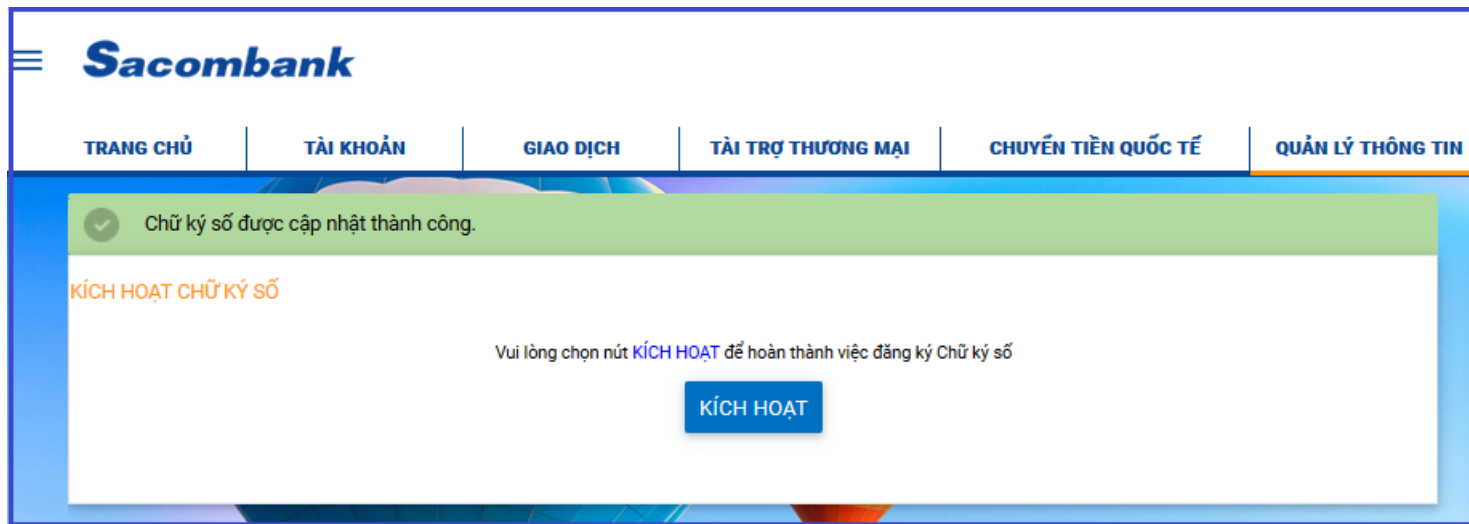 Sacombank
TRANG CHỦ TÀI KHOẢN GIAO DỊCH TÀI TRỢ THƯƠNG MẠI CHUYỂN TIỀN QUỐC TẾ QUẢN LÝ THÔNG TIN
Chữ ký số được cập nhật thành công.
KÍCH HOẠT CHỮ KÝ SỐ
Vui lòng chọn nút KÍCH HOẠT để hoàn thành việc đăng ký Chữ ký số
KÍCH HOẠT